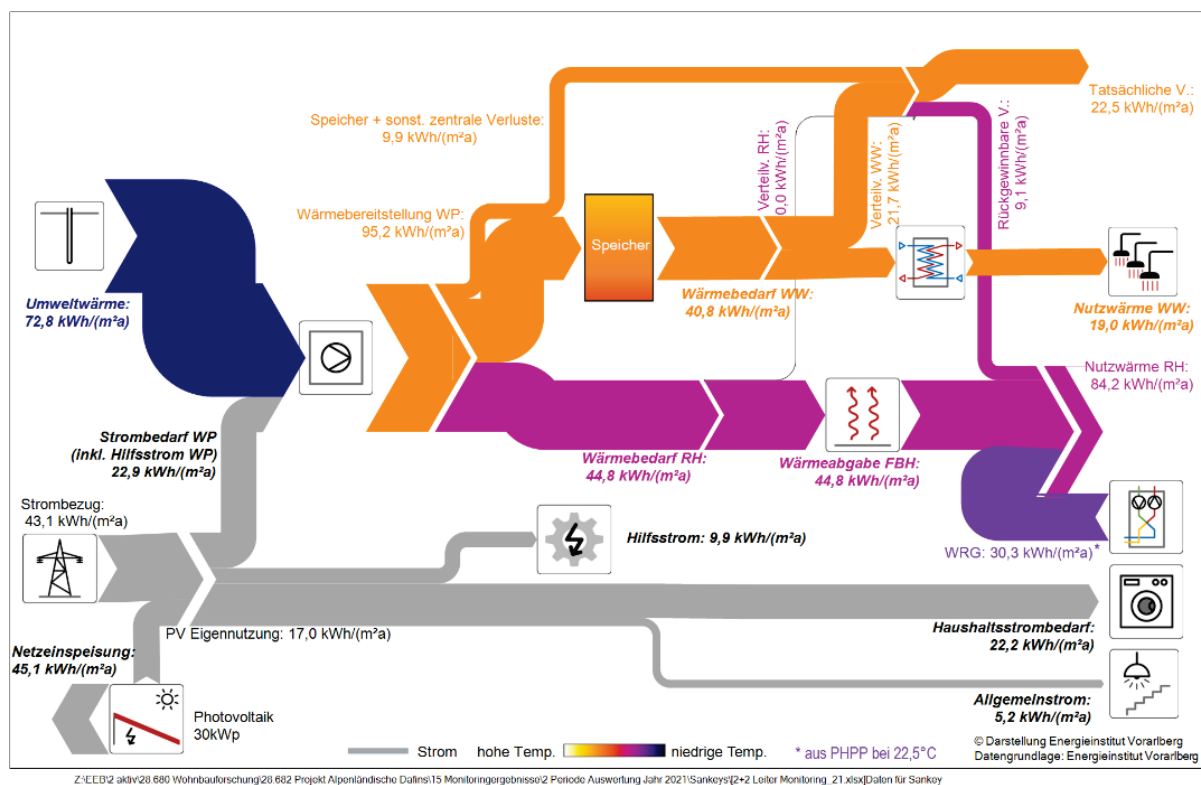 Tatsächliche V.:
22,5 kWh/(m²a)
Speicher + sonst. zentrale Verluste:
9,9 kWh/(m²a)
Verteilv. RH:
0,0 kWh/(m²a)
Verteilv. WW:
21,7 kWh/(m²a)
Rückgewinnbare V.:
9,1 kWh/(m²a)
Wärmebereitstellung WP:
95,2 kWh/(m²a)
Speicher
Umweltwärme:
72,8 kWh/(m²a)
Wärmebedarf WW:
40,8 kWh/(m²a)
Nutzwärme WW:
19,0 kWh/(m²a)
Nutzwärme RH:
84,2 kWh/(m²a)
Strombedarf WP
(inkl. Hilfsstrom WP)
22,9 kWh/(m²a)
Wärmebedarf RH:
44,8 kWh/(m²a)
Wärmeabgabe FBH:
44,8 kWh/(m²a)
Strombezug:
43,1 kWh/(m²a)
Hilfsstrom: 9,9 kWh/(m²a)
WRG: 30,3 kWh/(m²a)*
PV Eigennutzung: 17,0 kWh/(m²a)
Haushaltsstrombedarf:
22,2 kWh/(m²a)
Netzeinspeisung:
45,1 kWh/(m²a)
Allgemeinstrom:
5,2 kWh/(m²a)
Photovoltaik
30kWp
Strom hohe Temp. niedrige Temp. * aus PHPP bei 22,5°C
© Darstellung Energieinstitut Vorarlberg
Datengrundlage: Energieinstitut Vorarlberg
Z:\EEB\2 aktiv\28.680 Wohnbauforschung\28.682 Projekt Alpenländische Dafins\15 Monitoringergebnisse\2 Periode Auswertung Jahr 2021\Sankeys\[2+2 Leiter Monitoring_21.xlsx]Daten für Sankey